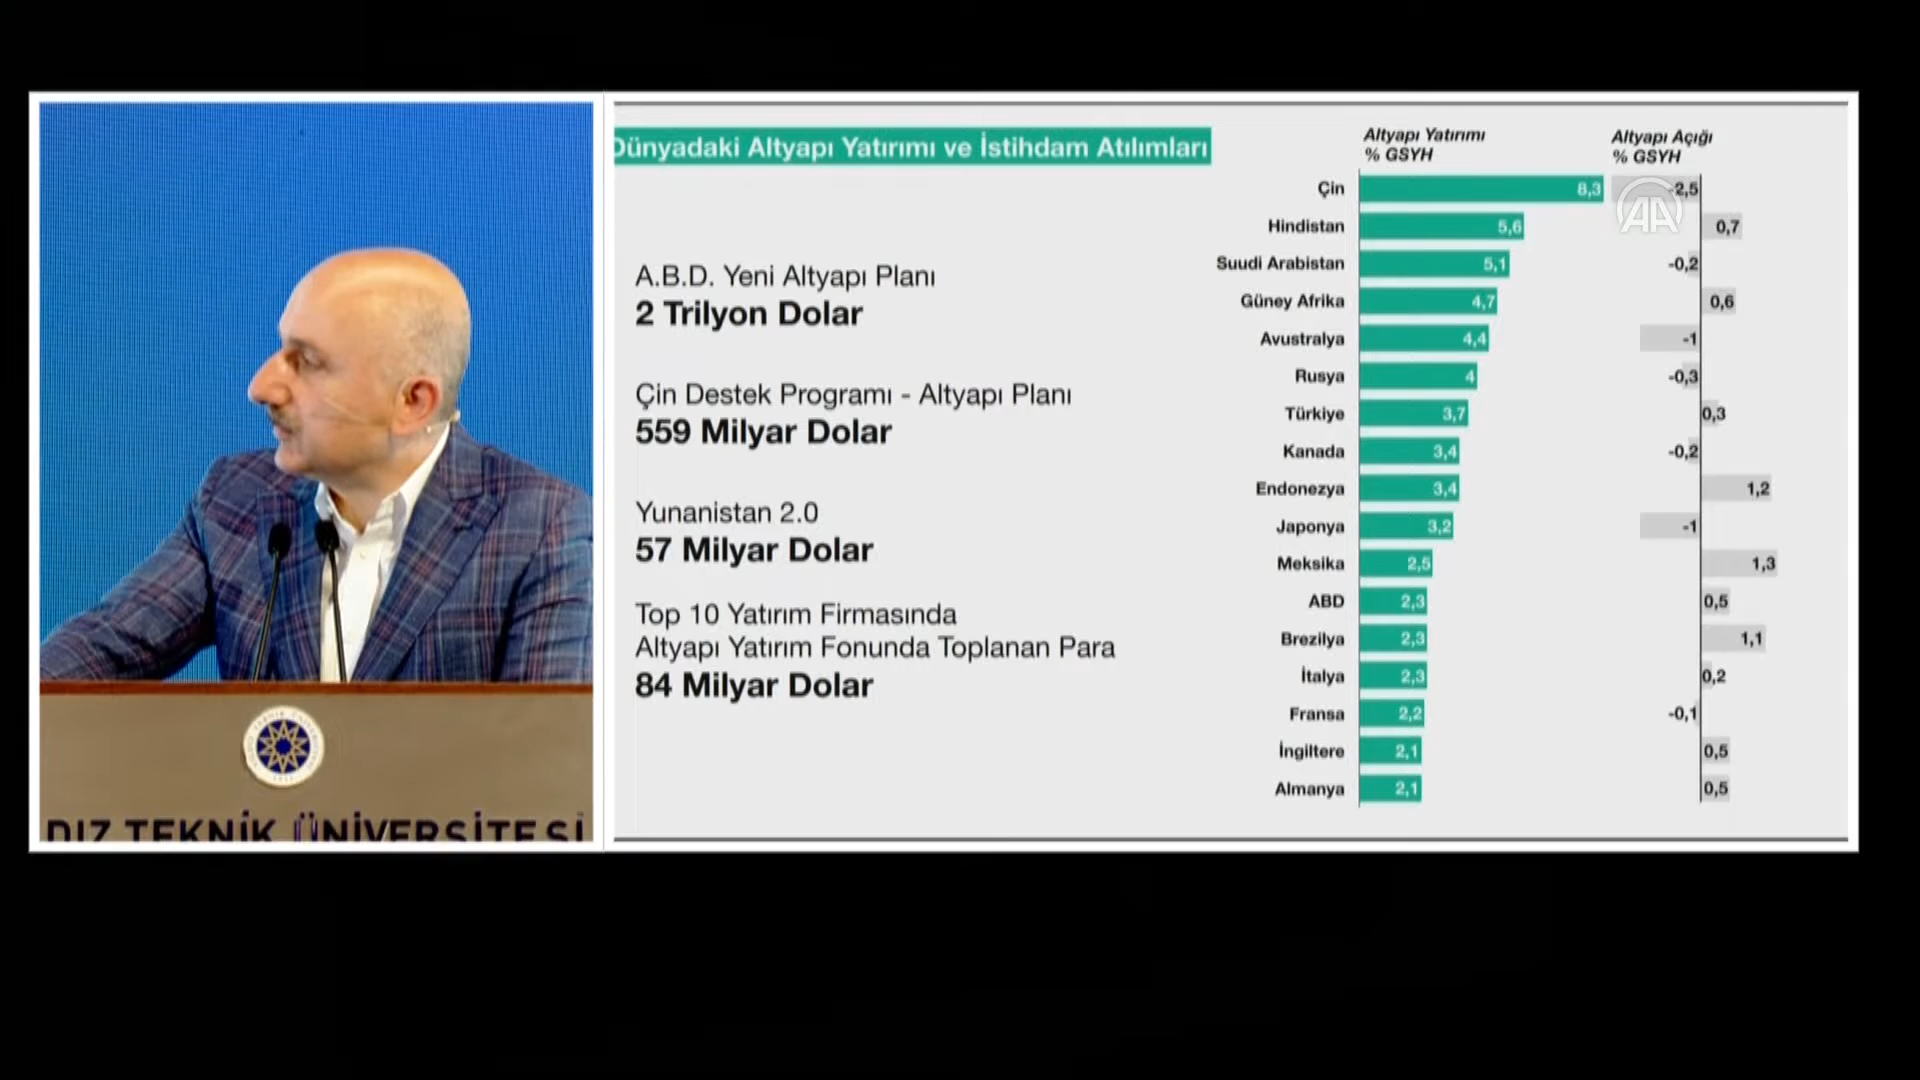 Dünyadaki Altyapı Yatırımı ve İstihdam Atılımları
A.B.D. Yeni Altyapı Planı
2 Trilyon Dolar
Çin Destek Programı - Altyapı Planı
559 Milyar Dolar
Yunanistan 2.0
57 Milyar Dolar
Top 10 Yatırım Firmasında
Altyapı Yatırım Fonunda Toplanan Para
84 Milyar Dolar
Altyapı Yatırımı
% GSYH
Altyapı Açığı
% GSYH
Çin 8,3 -2,5
Hindistan 5,6 0,7
Suudi Arabistan 5,1 -0,2
Güney Afrika 4,7 0,6
Avustralya 4,4 -1
Rusya 4 -0,3
Türkiye 3,7 0,3
Kanada 3,4 -0,2
Endonezya 3,4 1,2
Japonya 3,2 -1
Meksika 2,5 1,3
ABD 2,3 0,5
Brezilya 2,3 1,1
İtalya 2,3 0,2
Fransa 2,2 -0,1
İngiltere 2,1 0,5
Almanya 2,1 0,5
AA
DIZ TEKNİK ÜNİVERSİTESİ